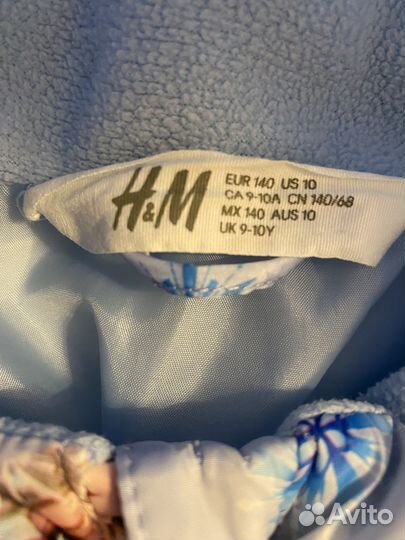 H&M
EUR 140 US 10
CA 9-10A CN 140/68
MX 140 AUS 10
UK 9-10Y
Avito